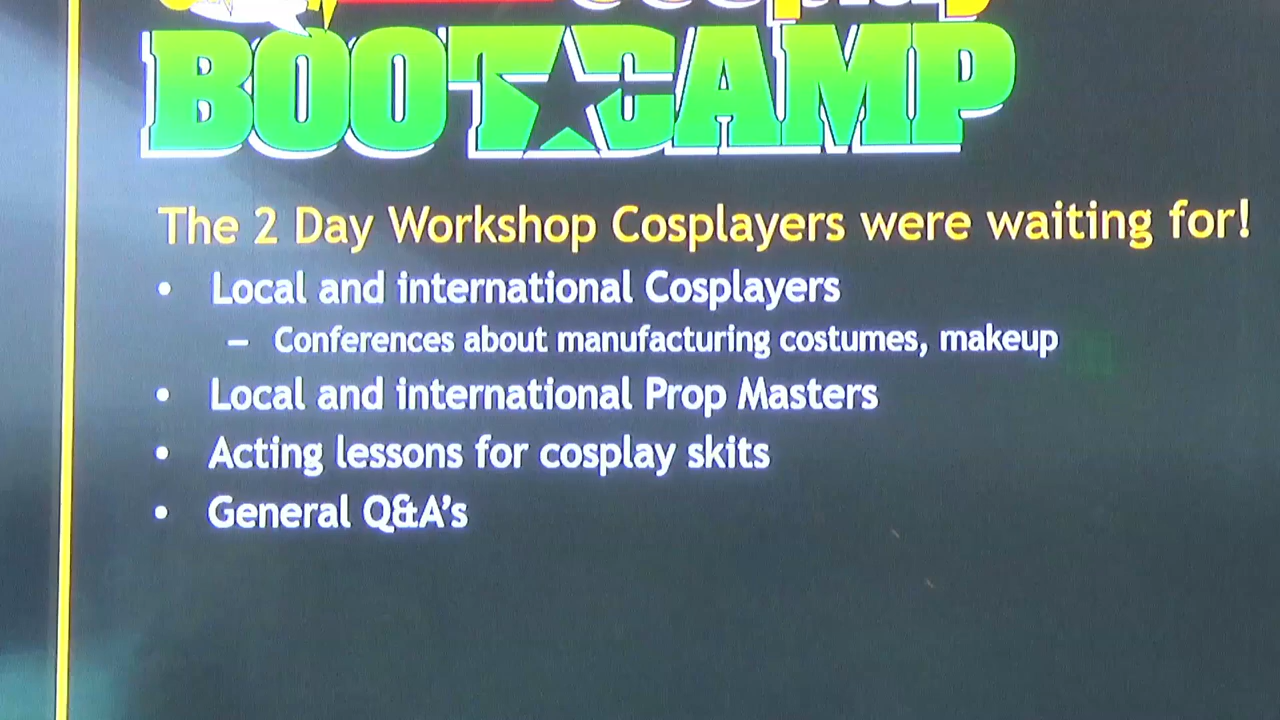 BOOTCAMP
The 2 Day Workshop Cosplayers were waiting for!
• Local and international Cosplayers
– Conferences about manufacturing costumes, makeup
• Local and international Prop Masters
• Acting lessons for cosplay skits
• General Q&A’s